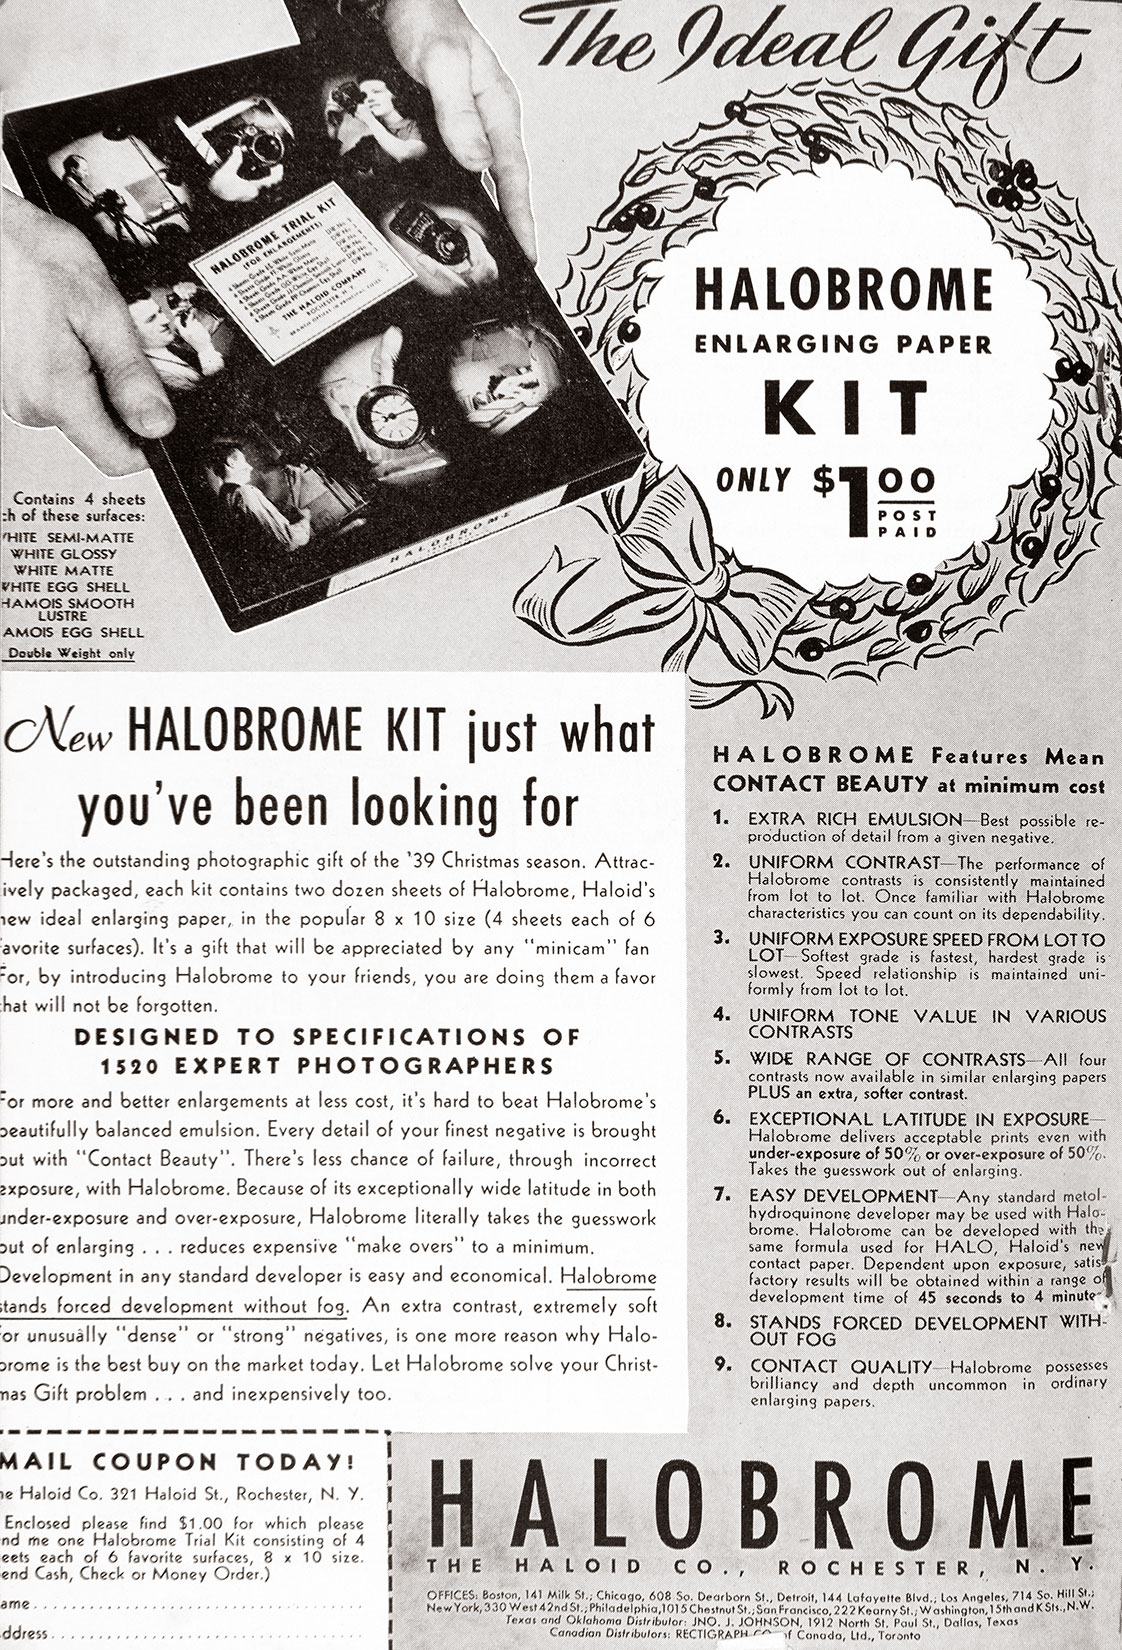 The Ideal Gift
HALOBROME TRIAL KIT
(FOR ENLARGEMENTS)
THE HALOID COMPANY
ROCHESTER, N.Y.
HALOBROME
HALOBROME
ENLARGING PAPER
KIT
ONLY $1.00
POST
PAID
Contains 4 sheets
ch of these surfaces:
HITE SEMI-MATTE
WHITE GLOSSY
WHITE MATTE
WHITE EGG SHELL
HAMOIS SMOOTH
LUSTRE
AMOIS EGG SHELL
Double Weight only
New HALOBROME KIT just what
you've been looking for
Here's the outstanding photographic gift of the '39 Christmas season. Attrac-
ively packaged, each kit contains two dozen sheets of Halobrome, Haloid's
new ideal enlarging paper, in the popular 8 x 10 size (4 sheets each of 6
favorite surfaces). It's a gift that will be appreciated by any "minicam" fan
For, by introducing Halobrome to your friends, you are doing them a favor
that will not be forgotten.
DESIGNED TO SPECIFICATIONS OF
1520 EXPERT PHOTOGRAPHERS
For more and better enlargements at less cost, it's hard to beat Halobrome's
beautifully balanced emulsion. Every detail of your finest negative is brought
out with "Contact Beauty". There's less chance of failure, through incorrect
exposure, with Halobrome. Because of its exceptionally wide latitude in both
under-exposure and over-exposure, Halobrome literally takes the guesswork
out of enlarging . . . reduces expensive "make overs" to a minimum.
Development in any standard developer is easy and economical. Halobrome
stands forced development without fog. An extra contrast, extremely soft
for unusually "dense" or "strong" negatives, is one more reason why Halo-
brome is the best buy on the market today. Let Halobrome solve your Christ-
mas Gift problem . . . and inexpensively too.
HALOBROME Features Mean
CONTACT BEAUTY at minimum cost
1. EXTRA RICH EMULSION—Best possible re-
production of detail from a given negative.
2. UNIFORM CONTRAST—The performance of
Halobrome contrasts is consistently maintained
from lot to lot. Once familiar with Halobrome
characteristics you can count on its dependability.
3. UNIFORM EXPOSURE SPEED FROM LOT TO
LOT—Softest grade is fastest, hardest grade is
slowest. Speed relationship is maintained uni-
formly from lot to lot.
4. UNIFORM TONE VALUE IN VARIOUS
CONTRASTS
5. WIDE RANGE OF CONTRASTS—All four
contrasts now available in similar enlarging papers
PLUS an extra, softer contrast.
6. EXCEPTIONAL LATITUDE IN EXPOSURE—
Halobrome delivers acceptable prints even with
under-exposure of 50% or over-exposure of 50%.
Takes the guesswork out of enlarging.
7. EASY DEVELOPMENT—Any standard metol-
hydroquinone developer may be used with Halo-
brome. Halobrome can be developed with the
same formula used for HALO, Haloid's new
contact paper. Dependent upon exposure, satis-
factory results will be obtained within a range of
development time of 45 seconds to 4 minute
8. STANDS FORCED DEVELOPMENT WITH-
OUT FOG
9. CONTACT QUALITY—Halobrome possesses
brilliancy and depth uncommon in ordinary
enlarging papers.
MAIL COUPON TODAY!
he Haloid Co. 321 Haloid St., Rochester, N. Y.
Enclosed please find $1.00 for which please
nd me one Halobrome Trial Kit consisting of 4
eets each of 6 favorite surfaces, 8 x 10 size.
end Cash, Check or Money Order.)
ame
ddress
HALOBROME
THE HALOID CO., ROCHESTER, N. Y.
OFFICES: Boston, 141 Milk St.; Chicago, 608 So. Dearborn St., Detroit, 144 Lafayette Blvd.; Los Angeles, 714 So. Hill St.;
New York, 330 West 42nd St.; Philadelphia, 1015 Chestnut St.; San Francisco, 222 Kearny St.; Washington, 15th and K Sts., N.W.
Texas and Oklahoma Distributor: JNO. J. JOHNSON, 1912 North St. Paul St., Dallas, Texas
Canadian Distributors: RECTIGRAPH CO. of Canada, Ltd., Toronto